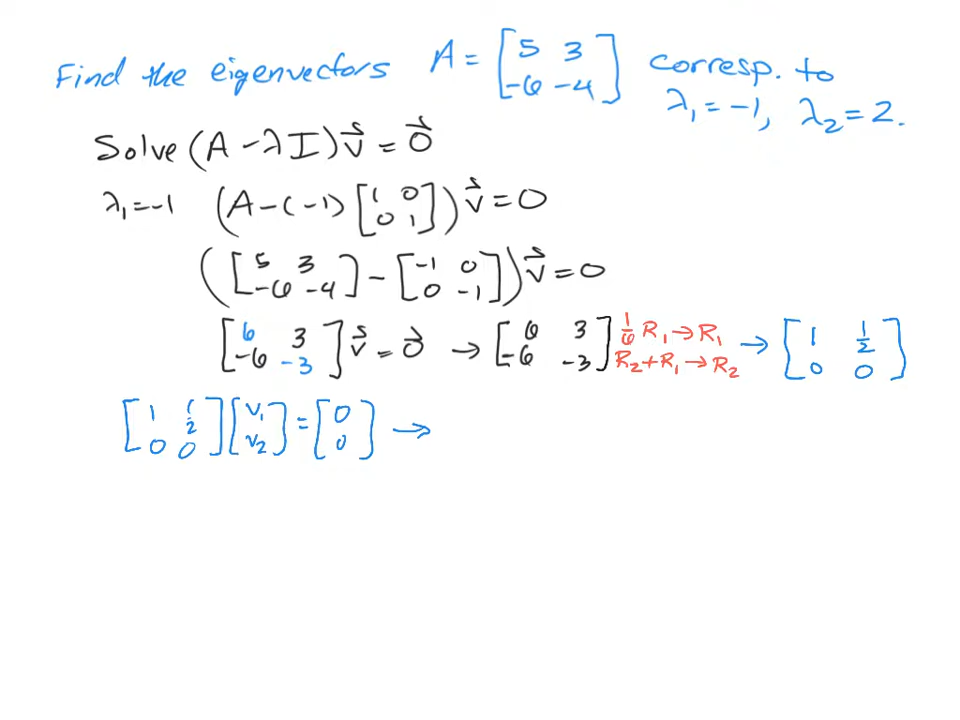 Find the eigenvectors A = [5 3; -6 -4] corresp. to
λ₁ = -1, λ₂ = 2.
Solve (A - λI)v⃗ = 0⃗
λ₁ = -1 (A - (-1)[1 0; 0 1])v⃗ = 0
([5 3; -6 -4] - [-1 0; 0 -1])v⃗ = 0
[6 3; -6 -3]v⃗ = 0⃗ → [6 3; -6 -3] 1/6 R₁ → R₁ R₂ + R₁ → R₂ → [1 1/2; 0 0]
[1 1/2; 0 0][v₁; v₂] = [0; 0] →